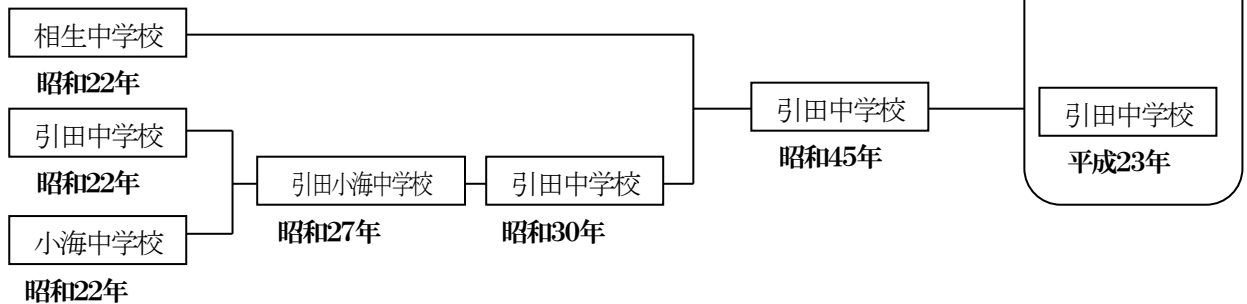 相生中学校
昭和22年
引田中学校
昭和22年
小海中学校
昭和22年
引田小海中学校
昭和27年
引田中学校
昭和30年
引田中学校
昭和45年
引田中学校
平成23年